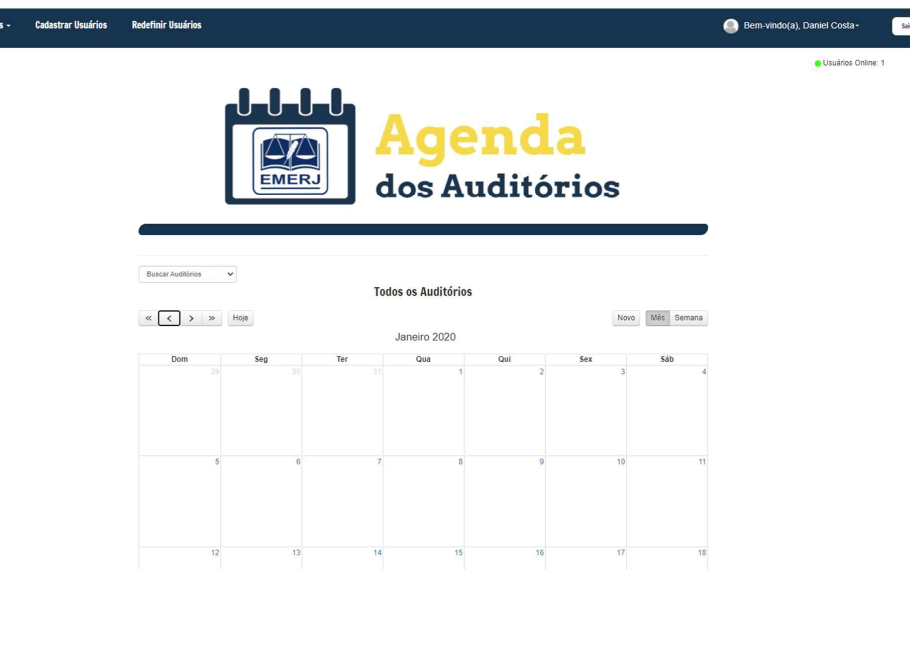 s
Cadastrar Usuários
Redefinir Usuários
Bem-vindo(a), Daniel Costa
Usuários Online: 1
EMERJ
Agenda
dos Auditórios
Buscar Auditórios
Todos os Auditórios
« < > » Hoje
Novo Mês Semana
Janeiro 2020
Dom Seg Ter Qua Qui Sex Sáb
29 30 31 1 2 3 4
5 6 7 8 9 10 11
12 13 14 15 16 17 18